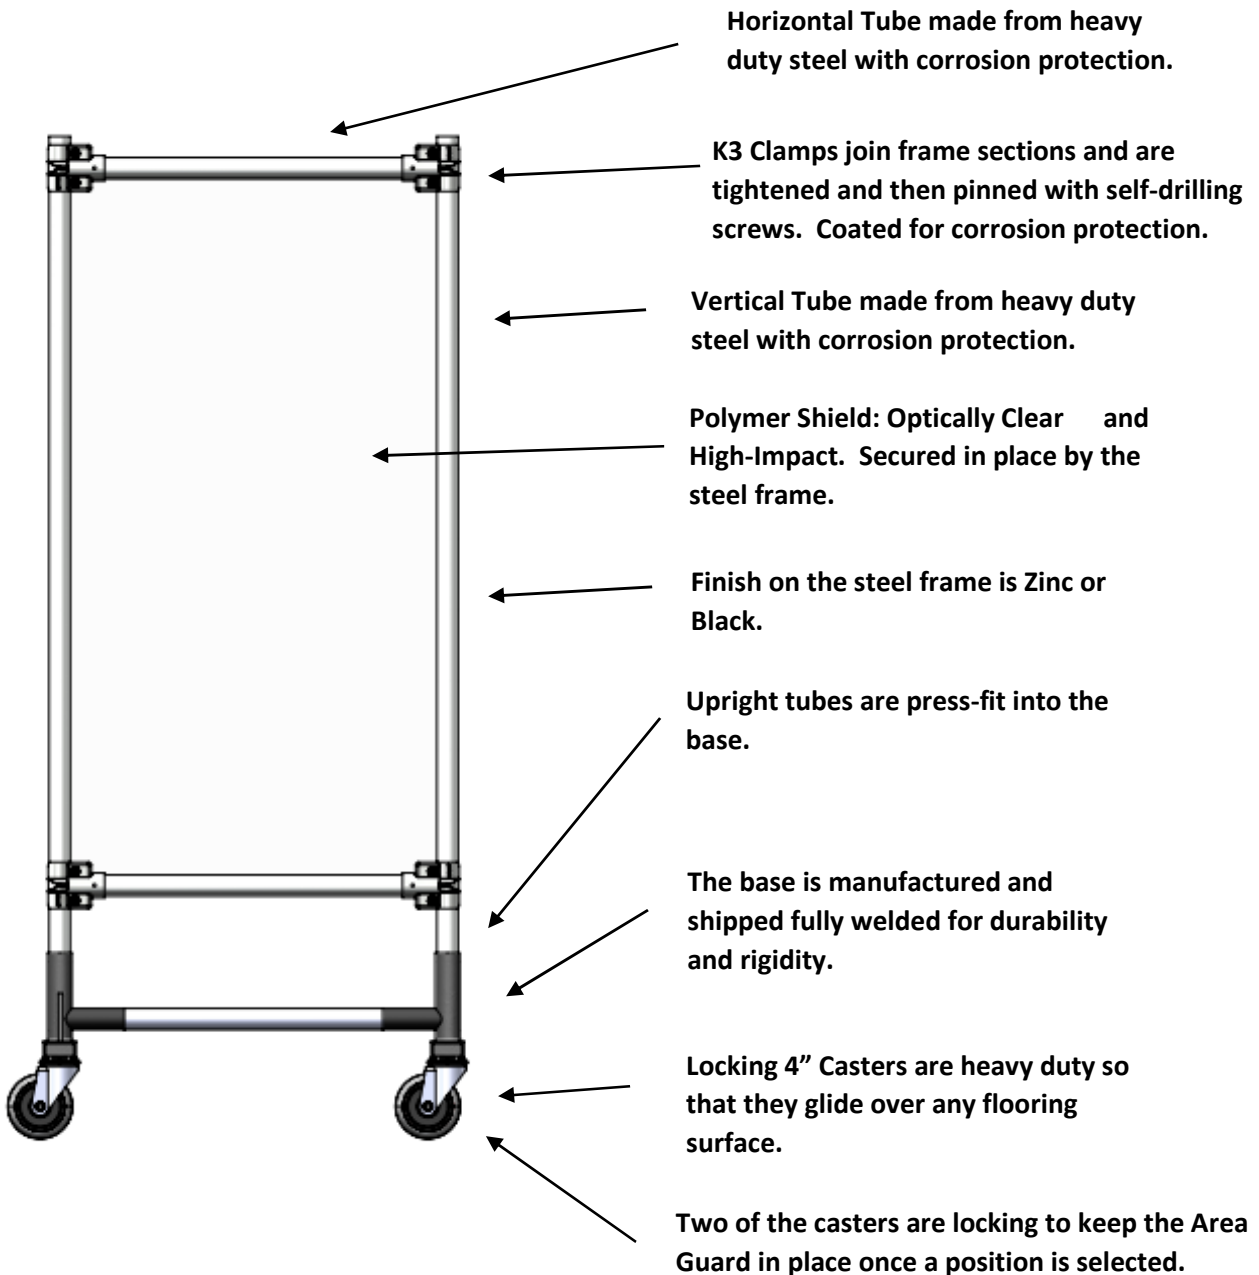 Horizontal Tube made from heavy
duty steel with corrosion protection.
K3 Clamps join frame sections and are
tightened and then pinned with self-drilling
screws.  Coated for corrosion protection.
Vertical Tube made from heavy duty
steel with corrosion protection.
Polymer Shield: Optically Clear     and
High-Impact.  Secured in place by the
steel frame.
Finish on the steel frame is Zinc or
Black.
Upright tubes are press-fit into the
base.
The base is manufactured and
shipped fully welded for durability
and rigidity.
Locking 4” Casters are heavy duty so
that they glide over any flooring
surface.
Two of the casters are locking to keep the Area
Guard in place once a position is selected.